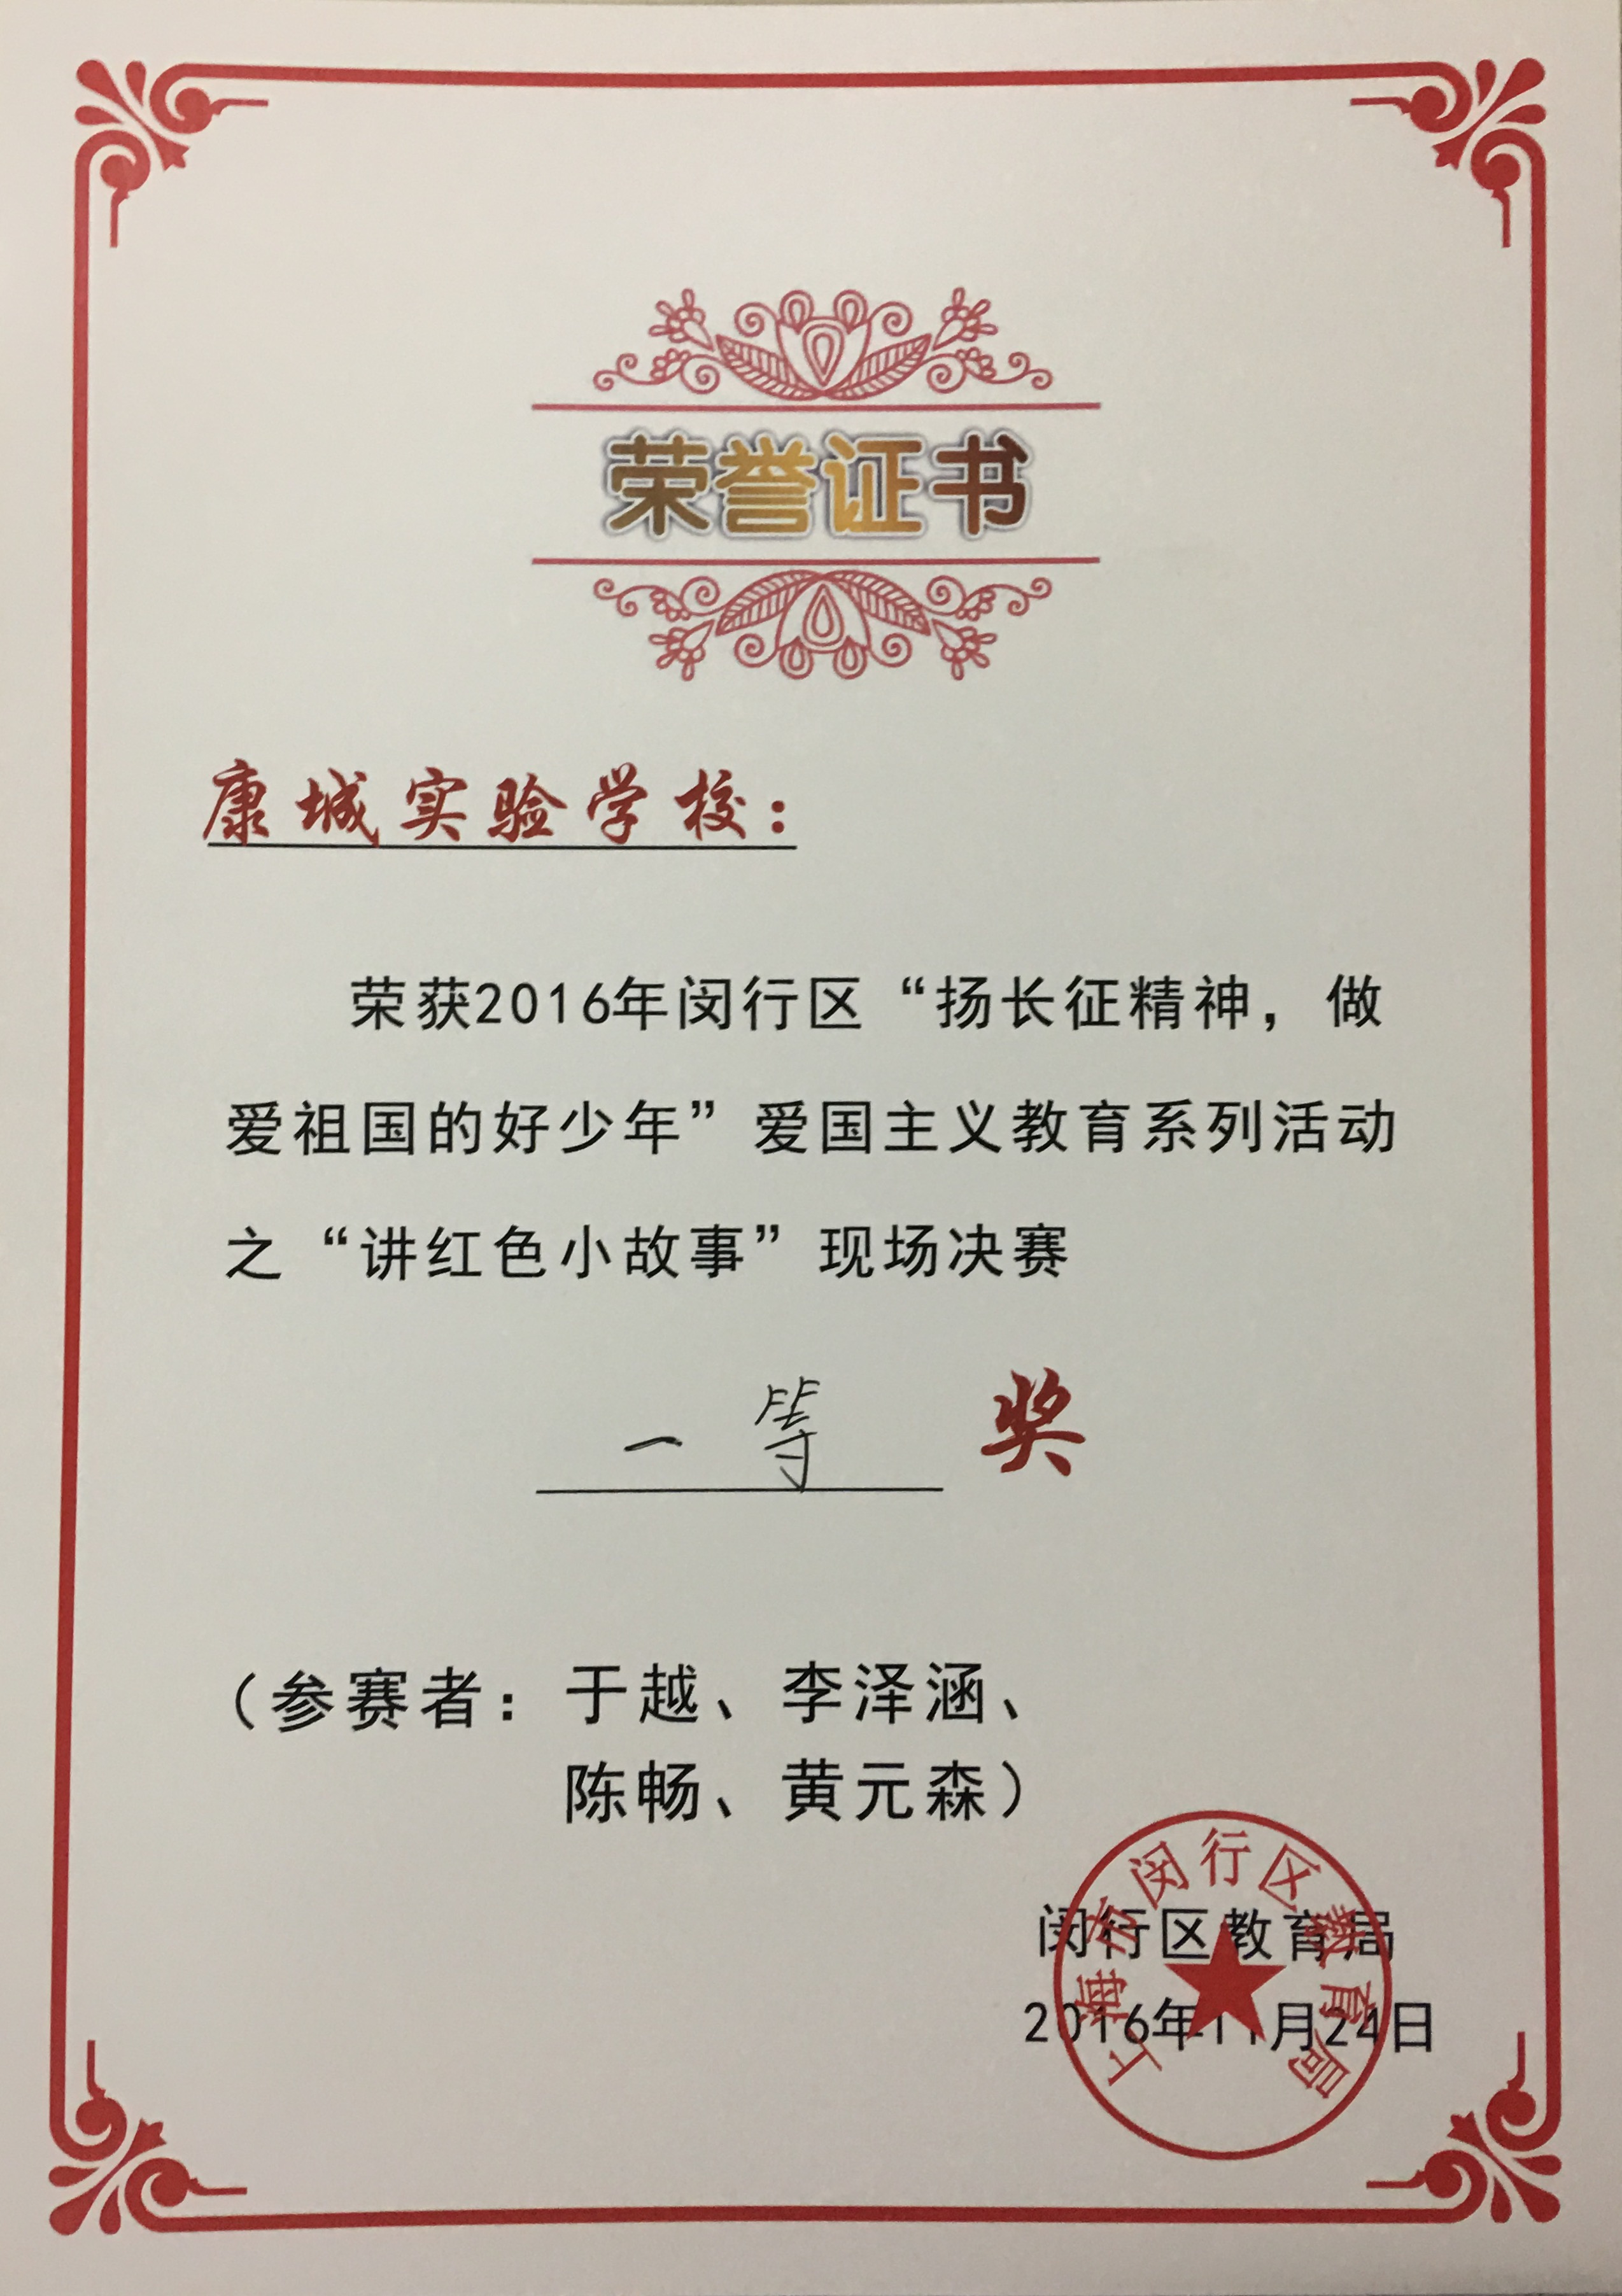 荣誉证书
康城实验学校：
荣获2016年闵行区“扬长征精神，做
爱祖国的好少年”爱国主义教育系列活动
之“讲红色小故事”现场决赛
一等 奖
（参赛者：于越、李泽涵、
陈畅、黄元森）
闵行区教育局
2016年11月24日
上海市闵行区教育局